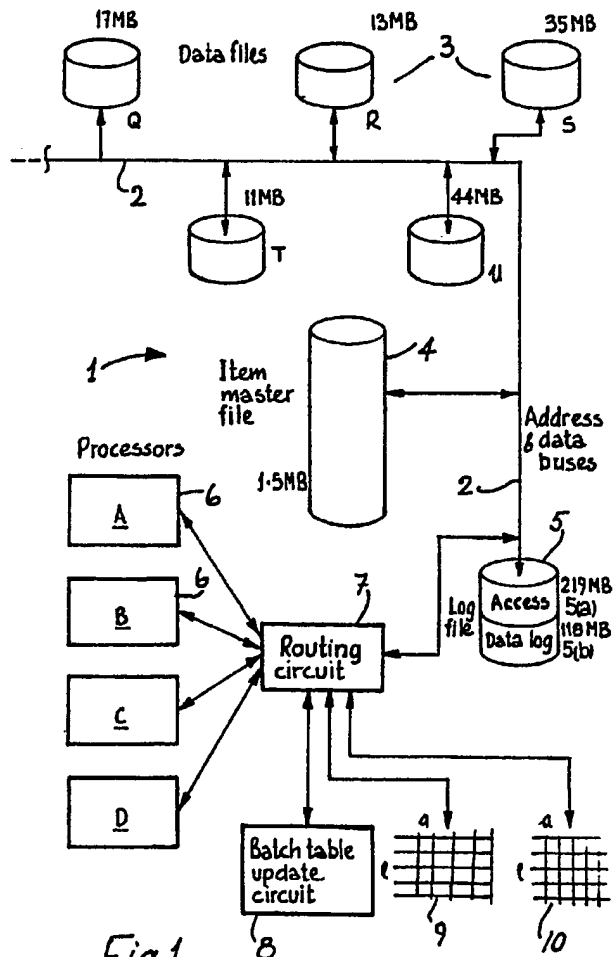 17MB
Data files
13MB
3
35MB
Q
R
S
2
11MB
44MB
T
U
1
4
Item
master
file
1·5MB
Address
& data
buses
2
Processors
A
6
B
6
C
D
7
Routing
circuit
5
Log
file
Access
219MB
5(a)
Data log
118MB
5(b)
Batch table
update
circuit
8
a
l
9
a
l
10
Fig.1